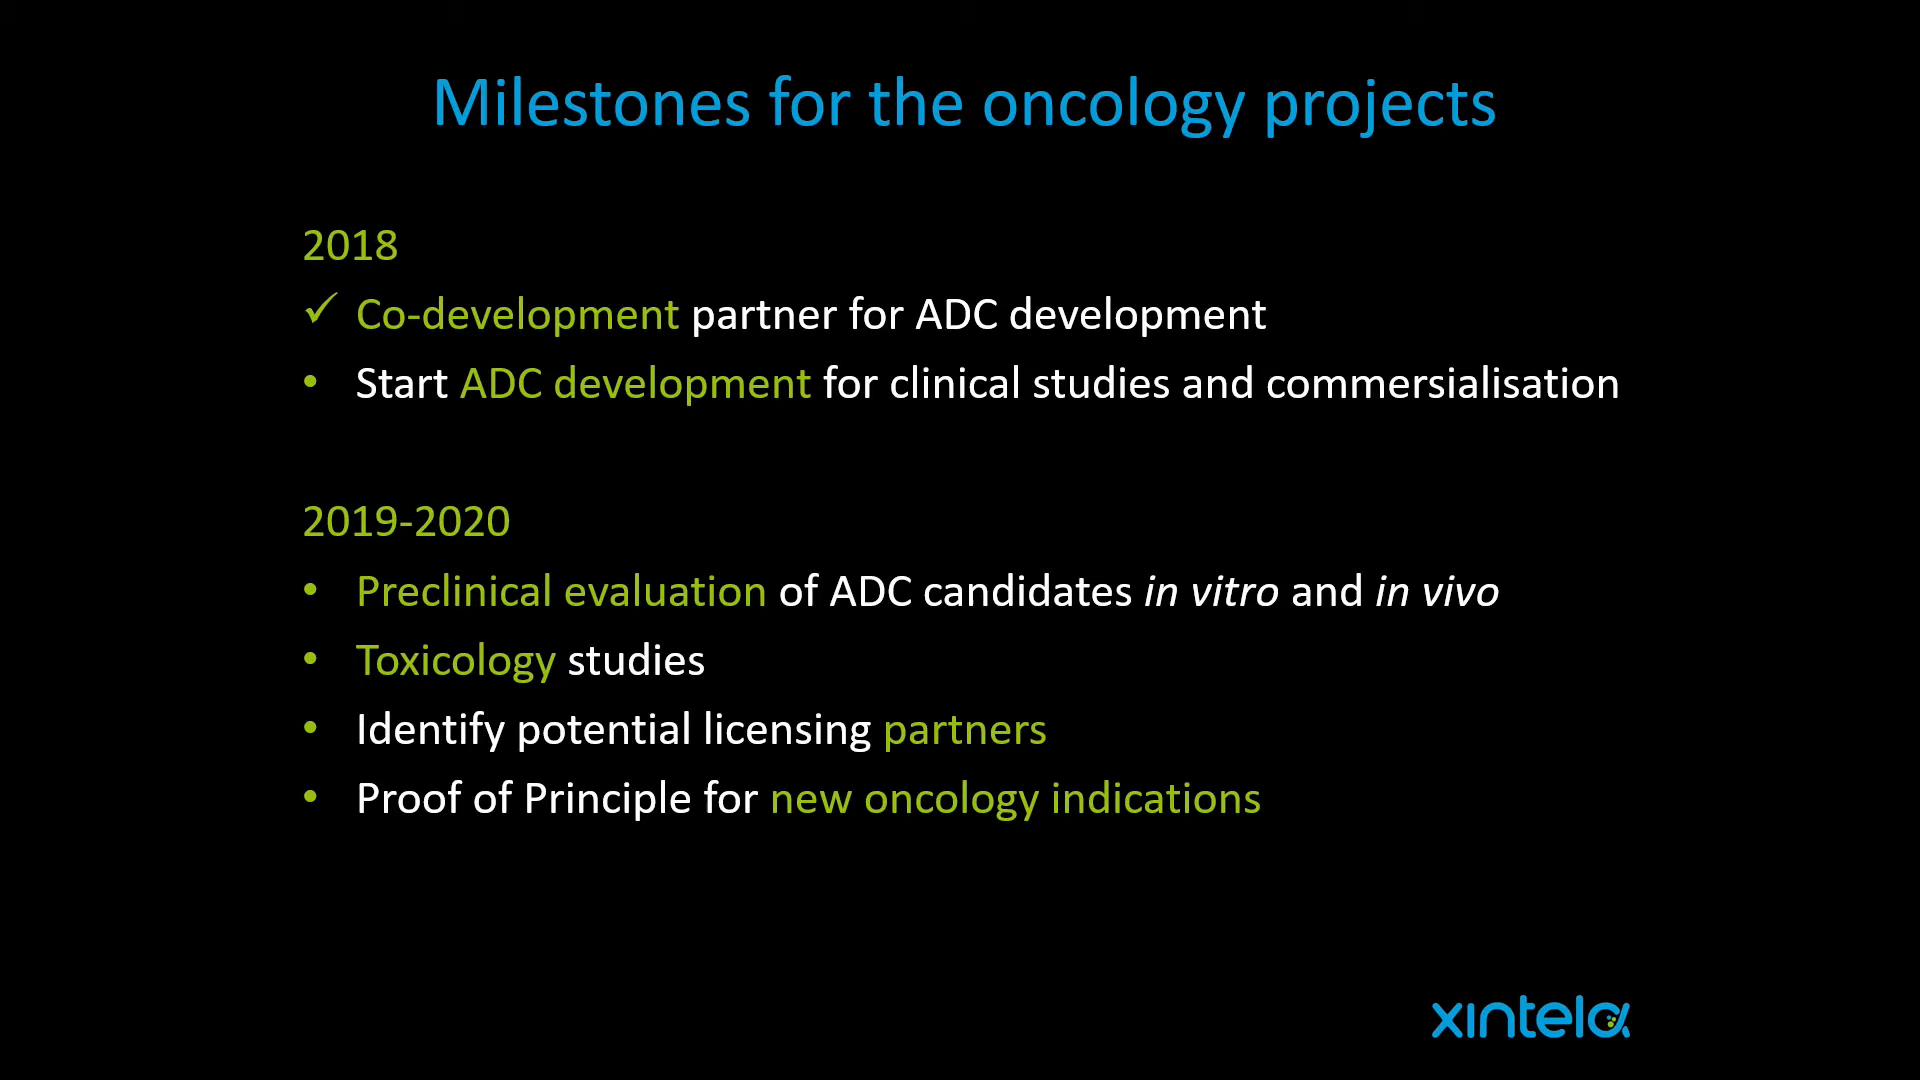 Milestones for the oncology projects
2018
✓ Co-development partner for ADC development
• Start ADC development for clinical studies and commersialisation
2019-2020
• Preclinical evaluation of ADC candidates in vitro and in vivo
• Toxicology studies
• Identify potential licensing partners
• Proof of Principle for new oncology indications
xintela